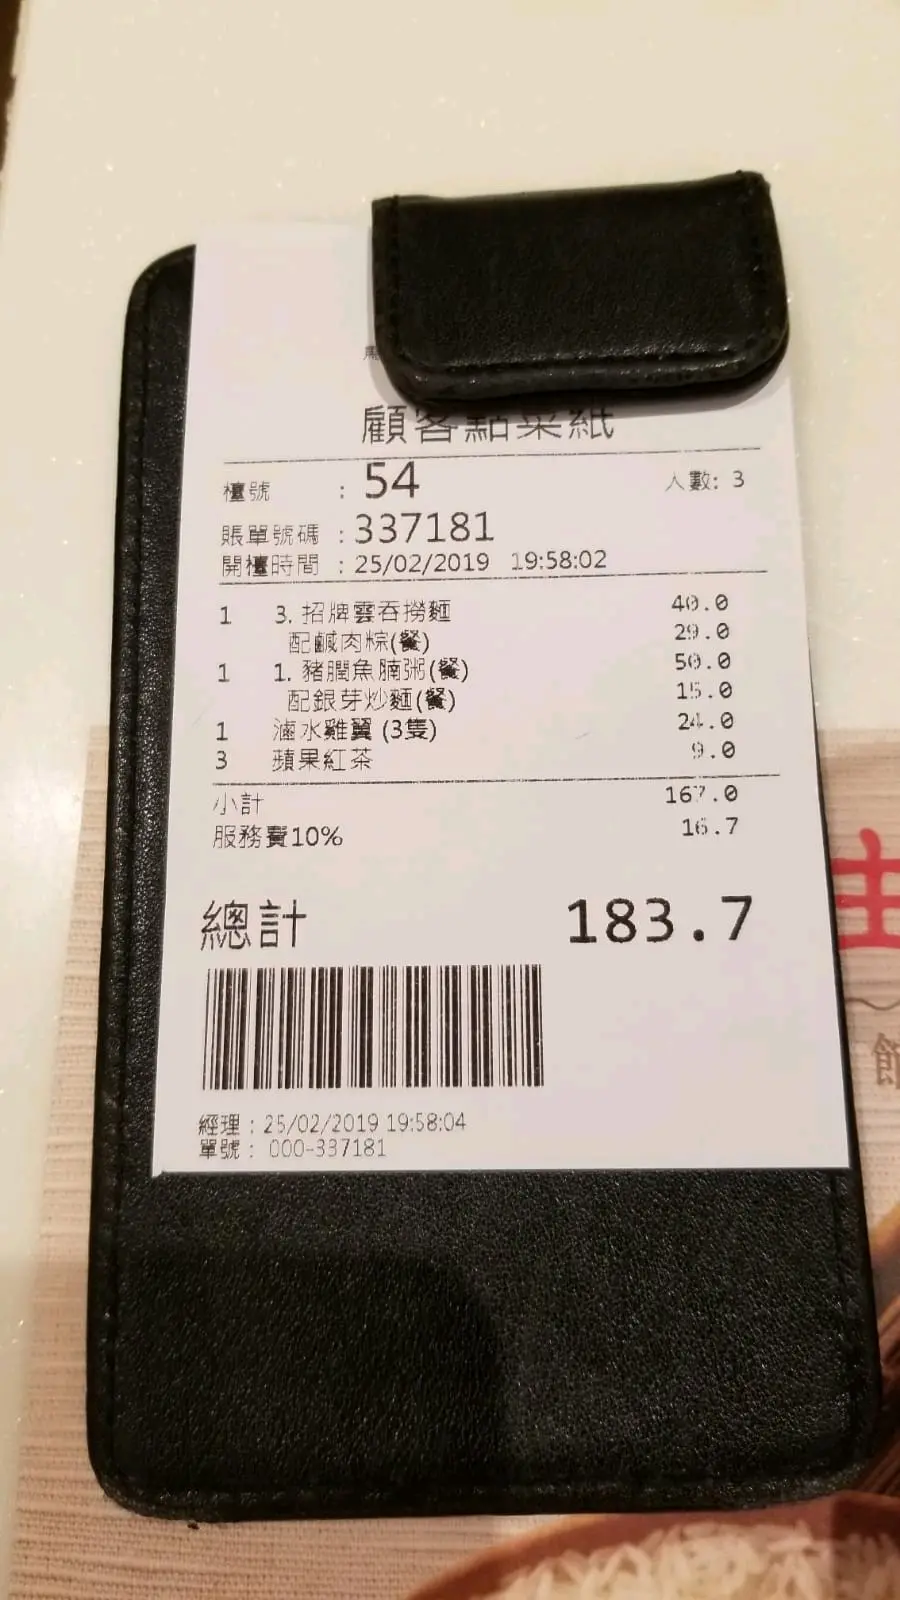 顧客點菜紙
檯號 : 54 人數: 3
賬單號碼 : 337181
開檯時間 : 25/02/2019 19:58:02
1 3. 招牌雲吞撈麵 40.0
配鹹肉粽(餐) 29.0
1 1. 豬膶魚腩粥(餐) 50.0
配銀芽炒麵(餐) 15.0
1 滷水雞翼 (3隻) 24.0
3 蘋果紅茶 9.0
小計 167.0
服務費10% 16.7
總計 183.7
經理 : 25/02/2019 19:58:04
單號 : 000-337181